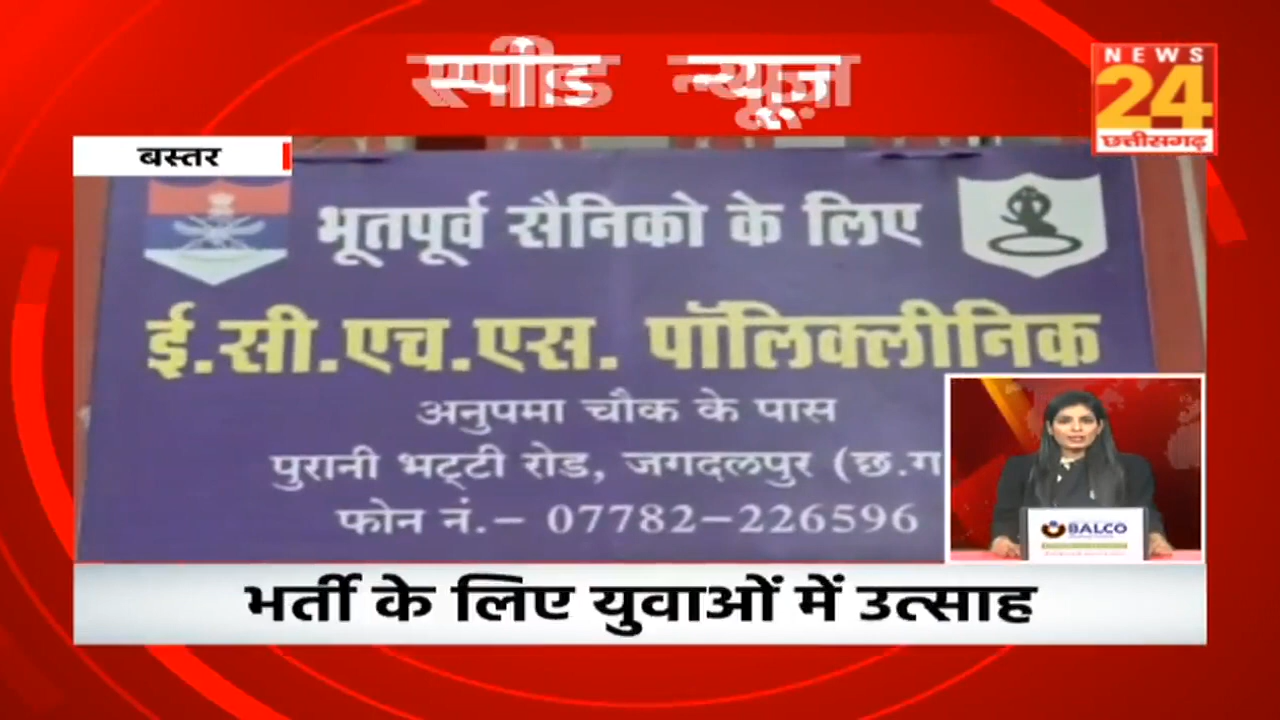 स्पीड न्यूज़
NEWS
24
छत्तीसगढ़
बस्तर
भूतपूर्व सैनिको के लिए
ई.सी.एच.एस. पॉलिक्लीनिक
अनुपमा चौक के पास
पुरानी भट्टी रोड, जगदलपुर (छ.ग
फोन नं.- 07782-226596
BALCO
भर्ती के लिए युवाओं में उत्साह